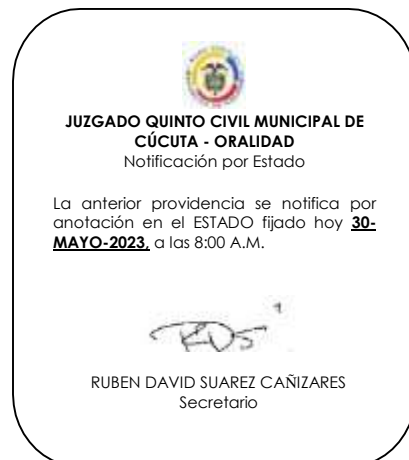 JUZGADO QUINTO CIVIL MUNICIPAL DE
CÚCUTA - ORALIDAD
Notificación por Estado
La anterior providencia se notifica por
anotación en el ESTADO fijado hoy 30-
MAYO-2023, a las 8:00 A.M.
RUBEN DAVID SUAREZ CAÑIZARES
Secretario